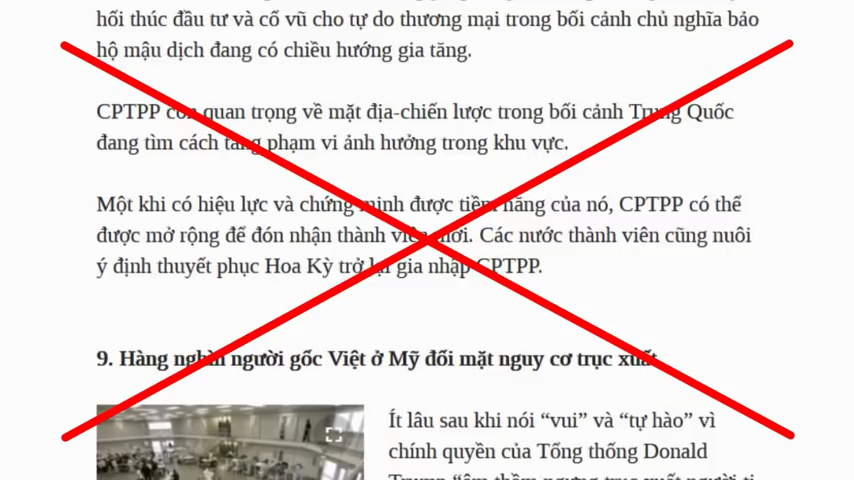 hối thúc đầu tư và cổ vũ cho tự do thương mại trong bối cảnh chủ nghĩa bảo
hộ mậu dịch đang có chiều hướng gia tăng.
CPTPP còn quan trọng về mặt địa-chiến lược trong bối cảnh Trung Quốc
đang tìm cách tăng phạm vi ảnh hưởng trong khu vực.
Một khi có hiệu lực và chứng minh được tiềm năng của nó, CPTPP có thể
được mở rộng để đón nhận thành viên mới. Các nước thành viên cũng nuôi
ý định thuyết phục Hoa Kỳ trở lại gia nhập CPTPP.
9. Hàng nghìn người gốc Việt ở Mỹ đối mặt nguy cơ trục xuất
Ít lâu sau khi nói “vui” và “tự hào” vì
chính quyền của Tổng thống Donald